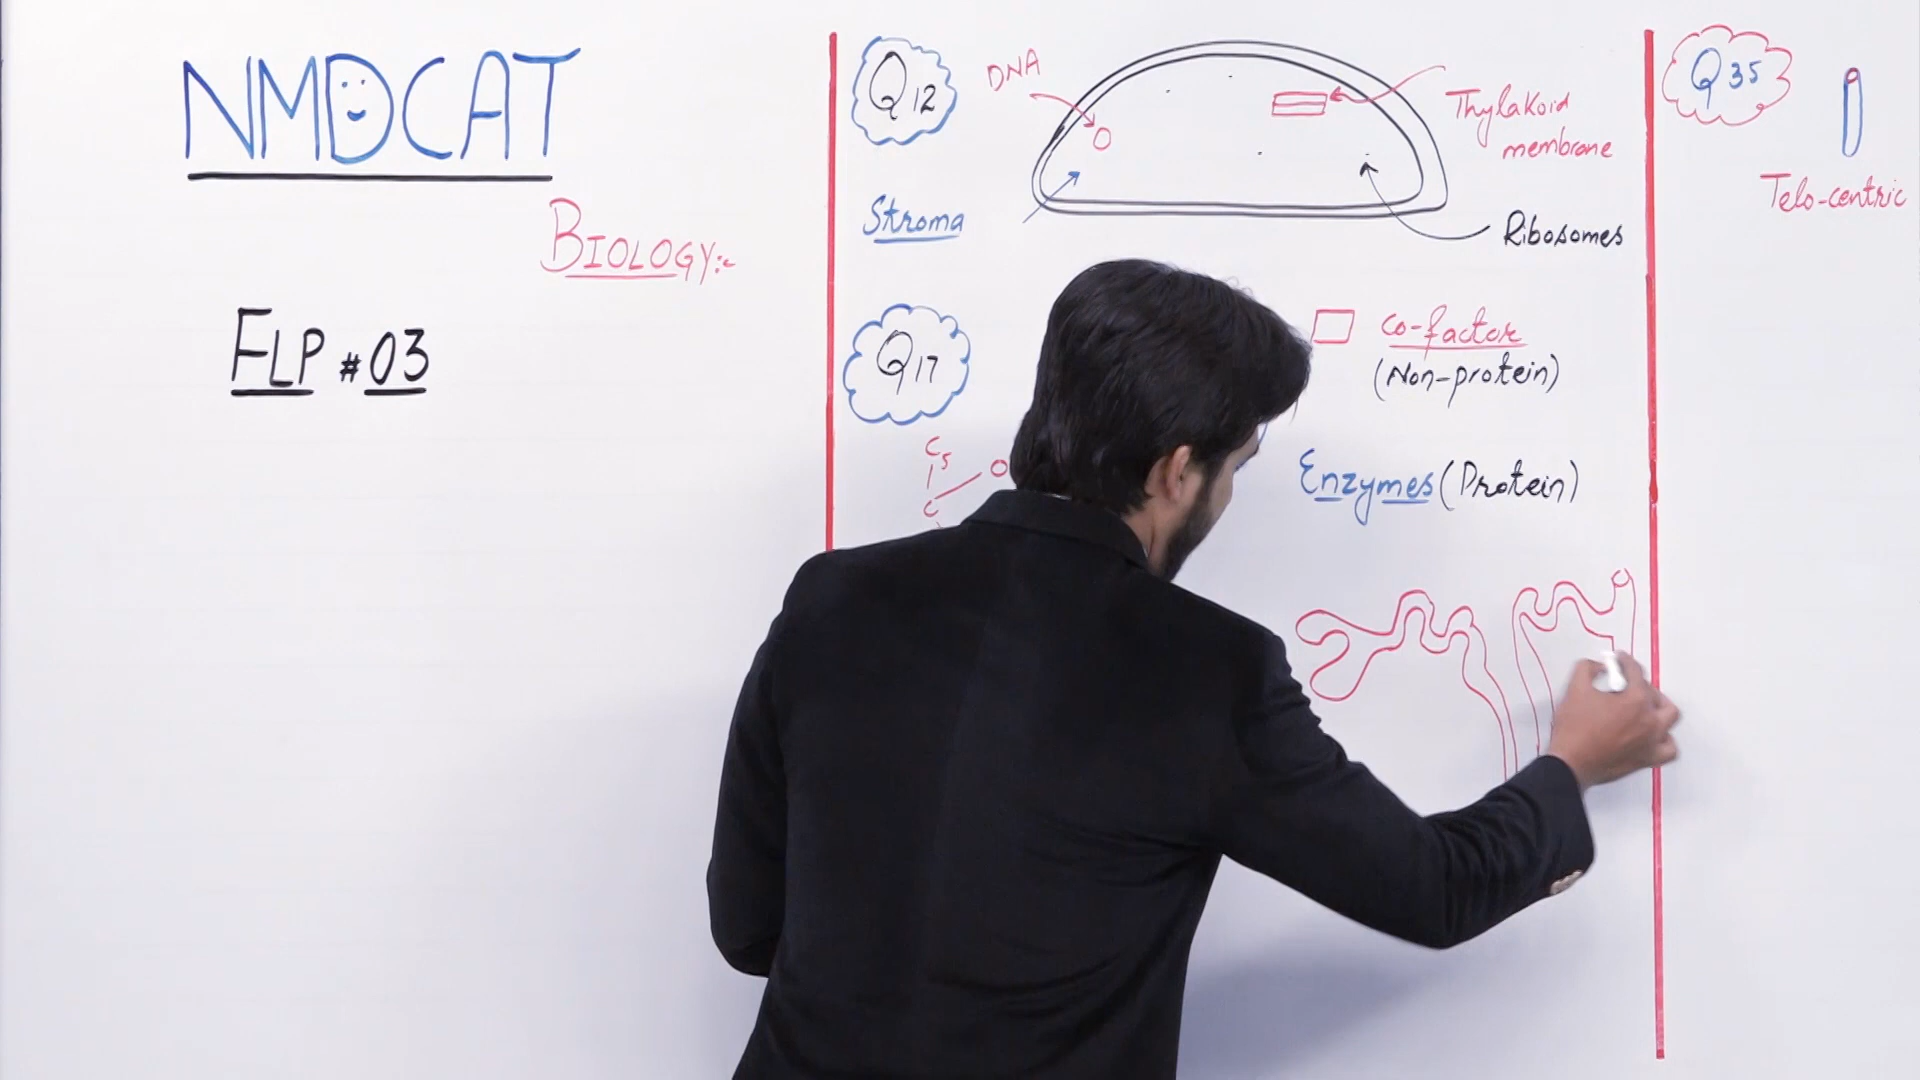 NMDCAT
BIOLOGY:-
FLP #03
Q12
DNA
Thylakoid
membrane
Stroma
Ribosomes
Q17
Co-factor
(Non-protein)
C5
O
C
Enzymes (Protein)
Q35
Telo-centric